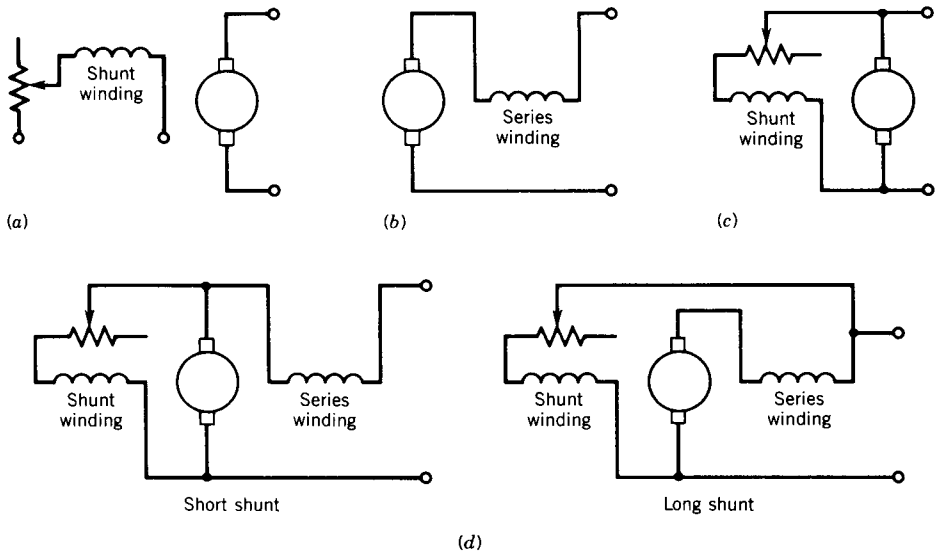 Shunt
winding
Series
winding
Shunt
winding
(a)
(b)
(c)
Shunt
winding
Series
winding
Shunt
winding
Series
winding
Short shunt
Long shunt
(d)